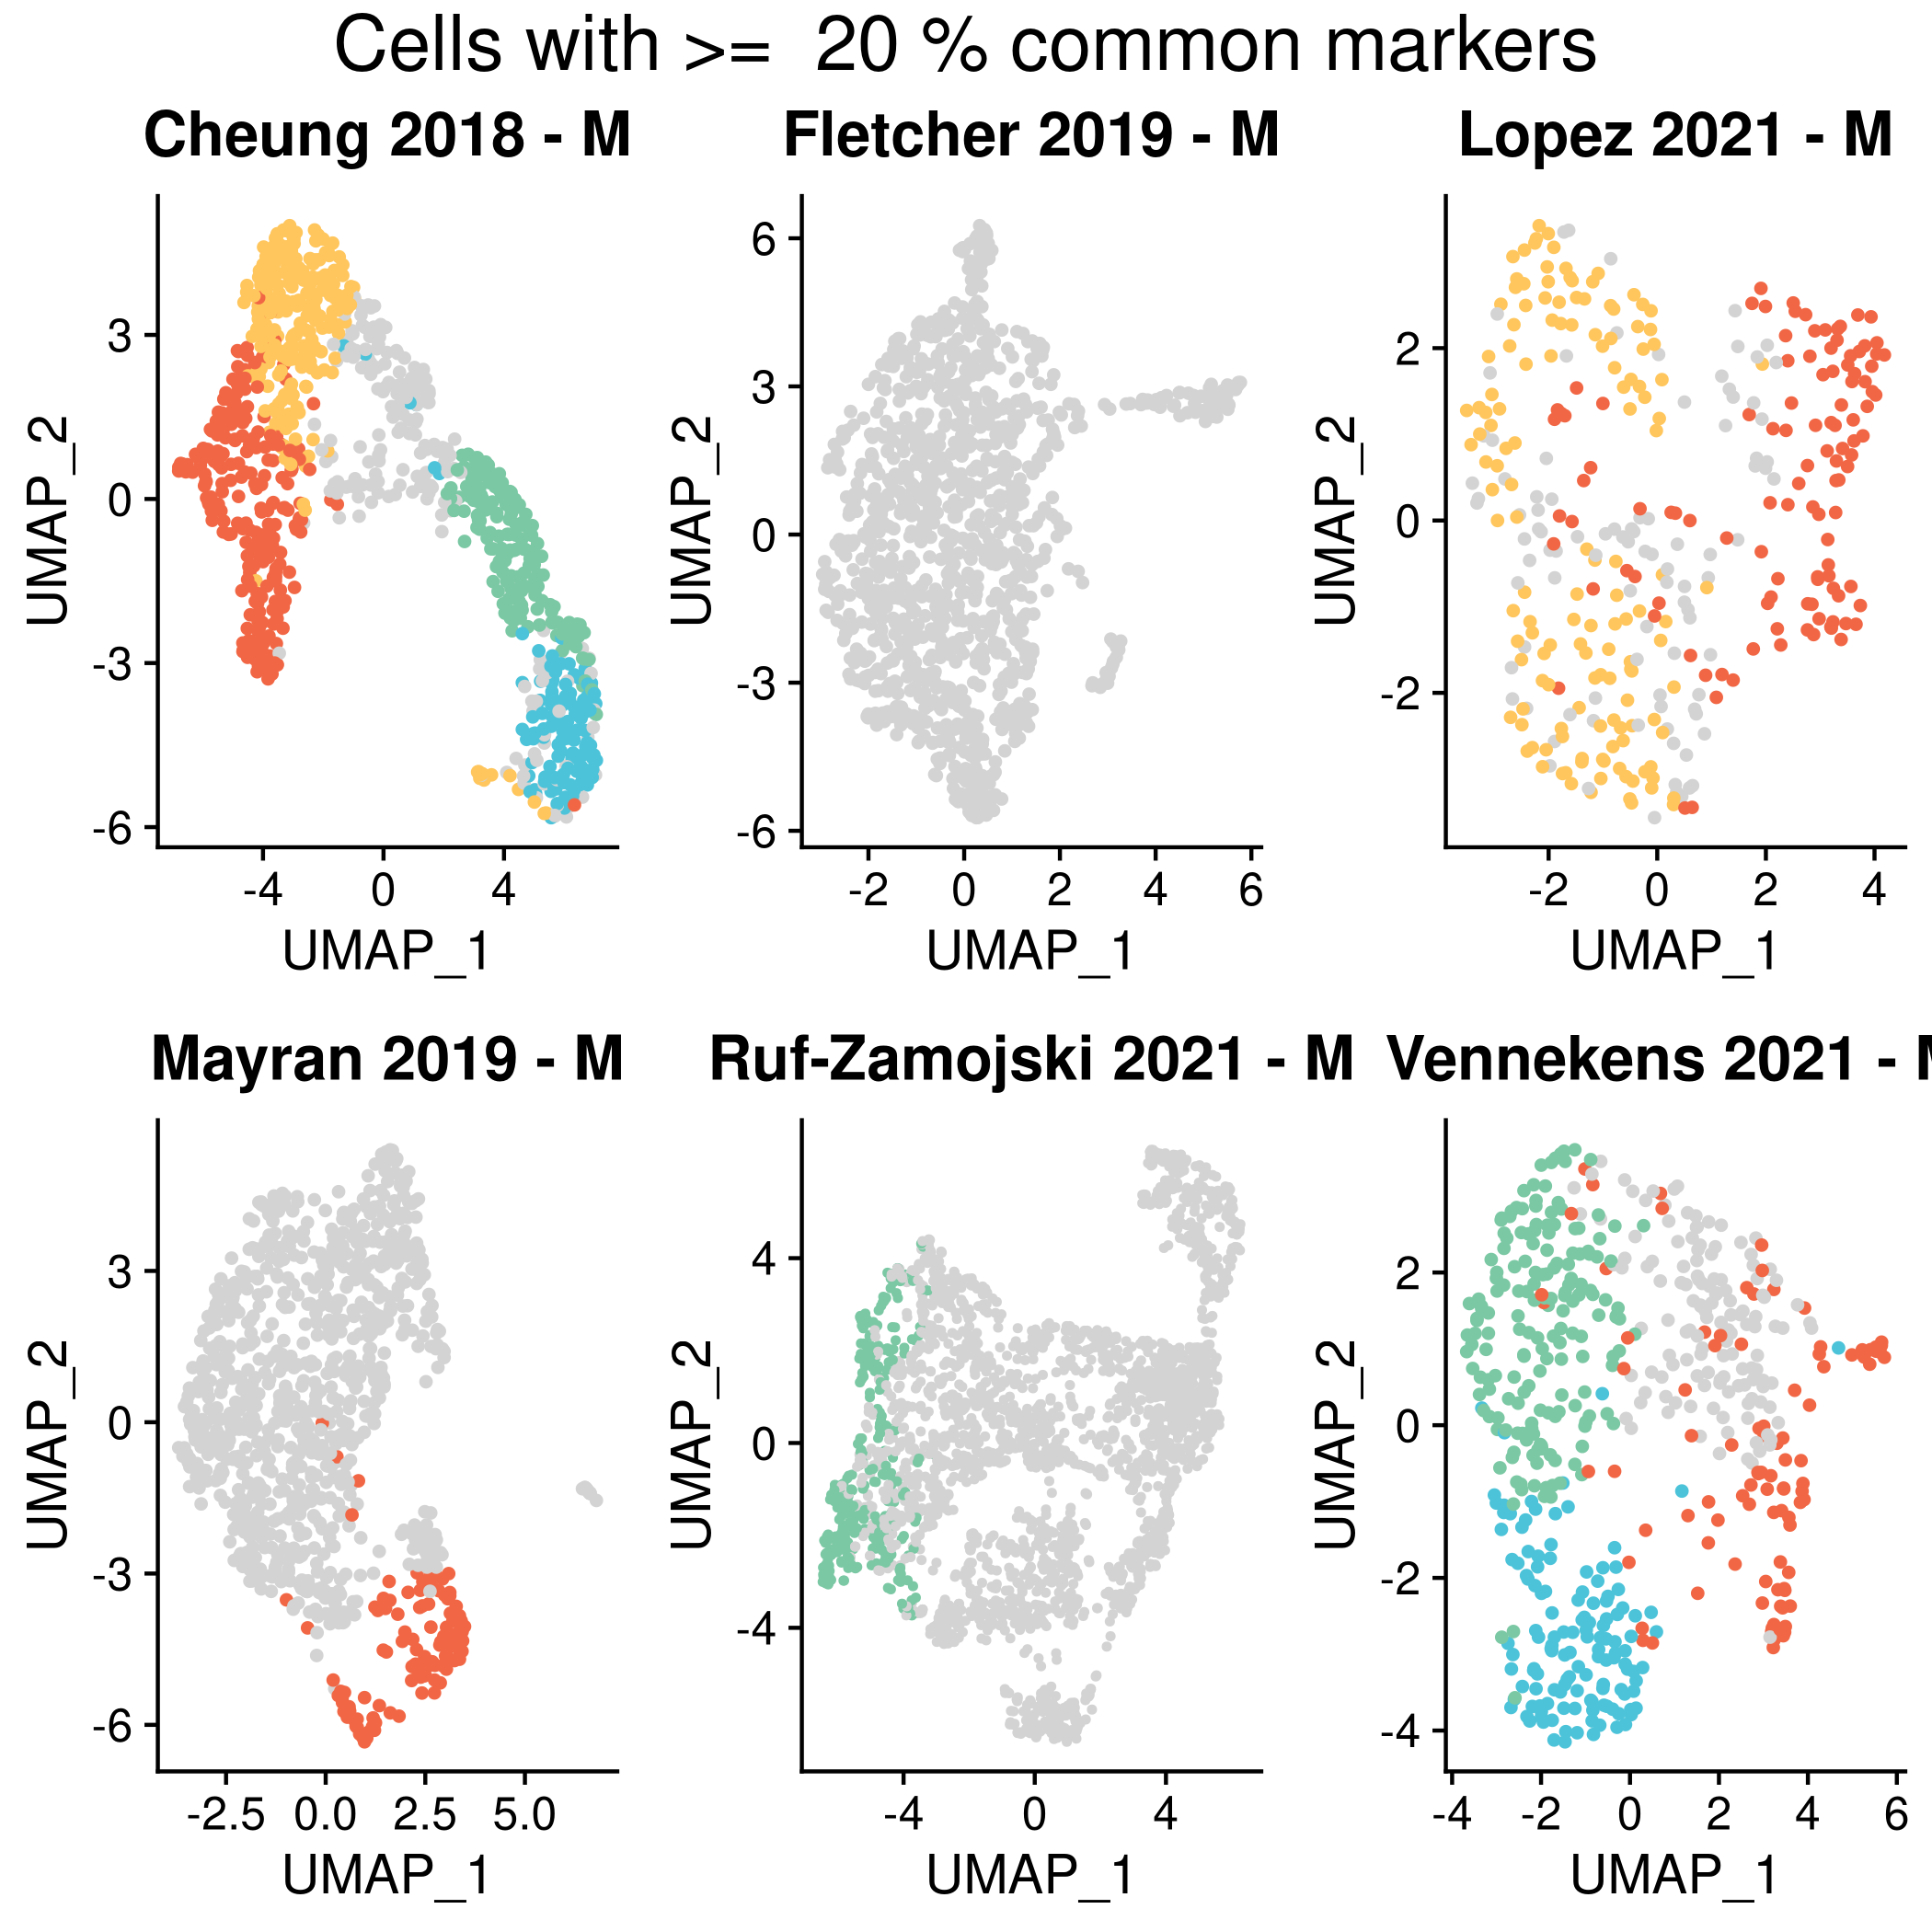 Cells with >= 20 % common markers
Cheung 2018 - M
Fletcher 2019 - M
Lopez 2021 - M
UMAP_2
3
0
-3
-6
-4
0
4
UMAP_1
UMAP_2
6
3
0
-3
-6
-2
0
2
4
6
UMAP_1
UMAP_2
2
0
-2
-2
0
2
4
UMAP_1
Mayran 2019 - M
Ruf-Zamojski 2021 - M
Vennekens 2021 - M
UMAP_2
3
0
-3
-6
-2.5
0.0
2.5
5.0
UMAP_1
UMAP_2
4
0
-4
-4
0
4
UMAP_1
UMAP_2
2
0
-2
-4
-4
-2
0
2
4
6
UMAP_1